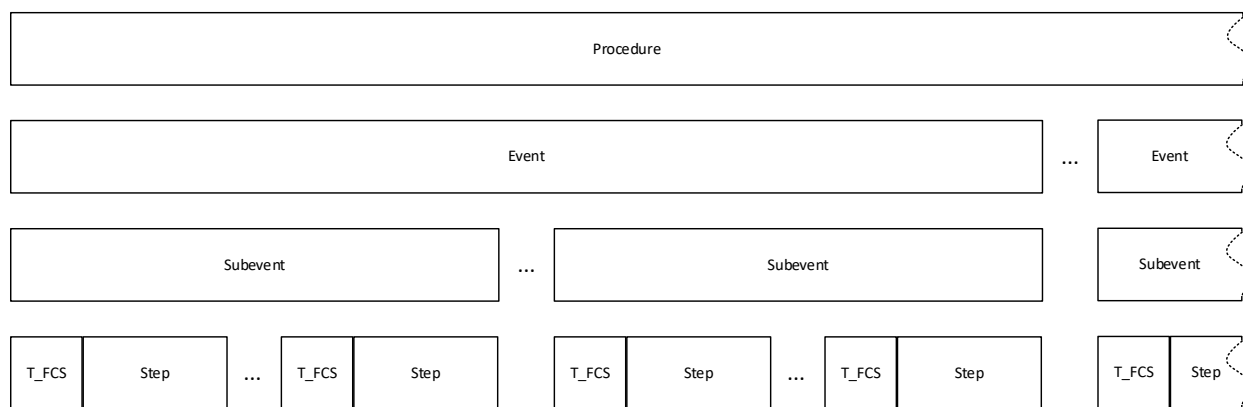 Procedure
Event ... Event
Subevent ... Subevent Subevent
T_FCS Step ... T_FCS Step T_FCS Step ... T_FCS Step T_FCS Step